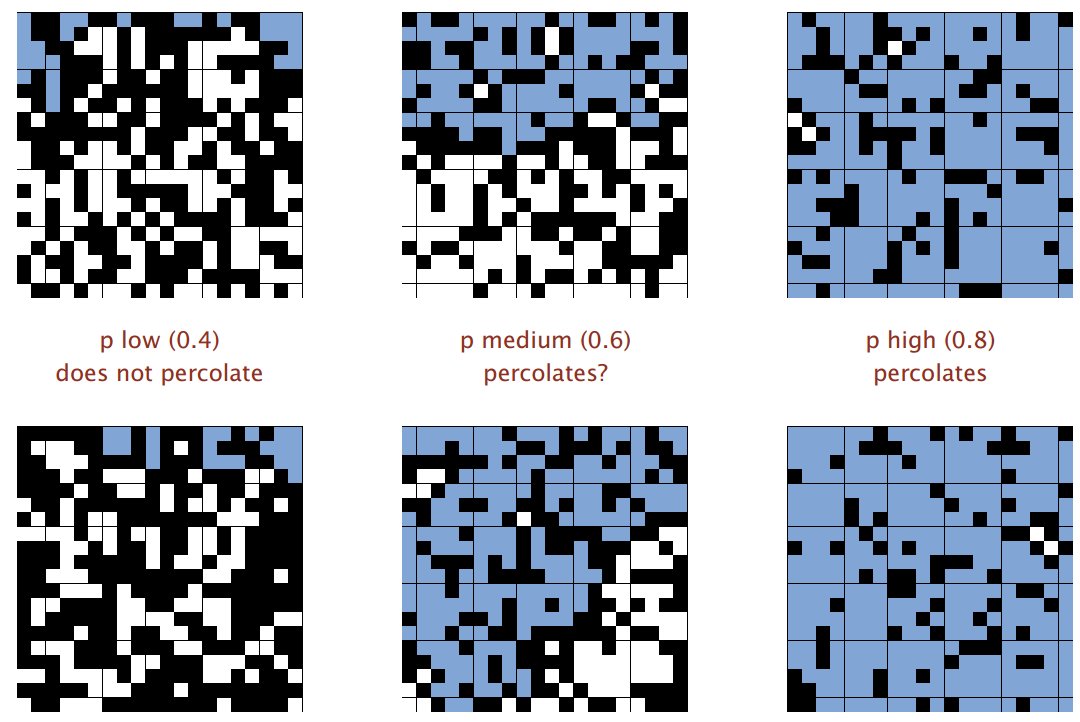 p low (0.4)
does not percolate
p medium (0.6)
percolates?
p high (0.8)
percolates